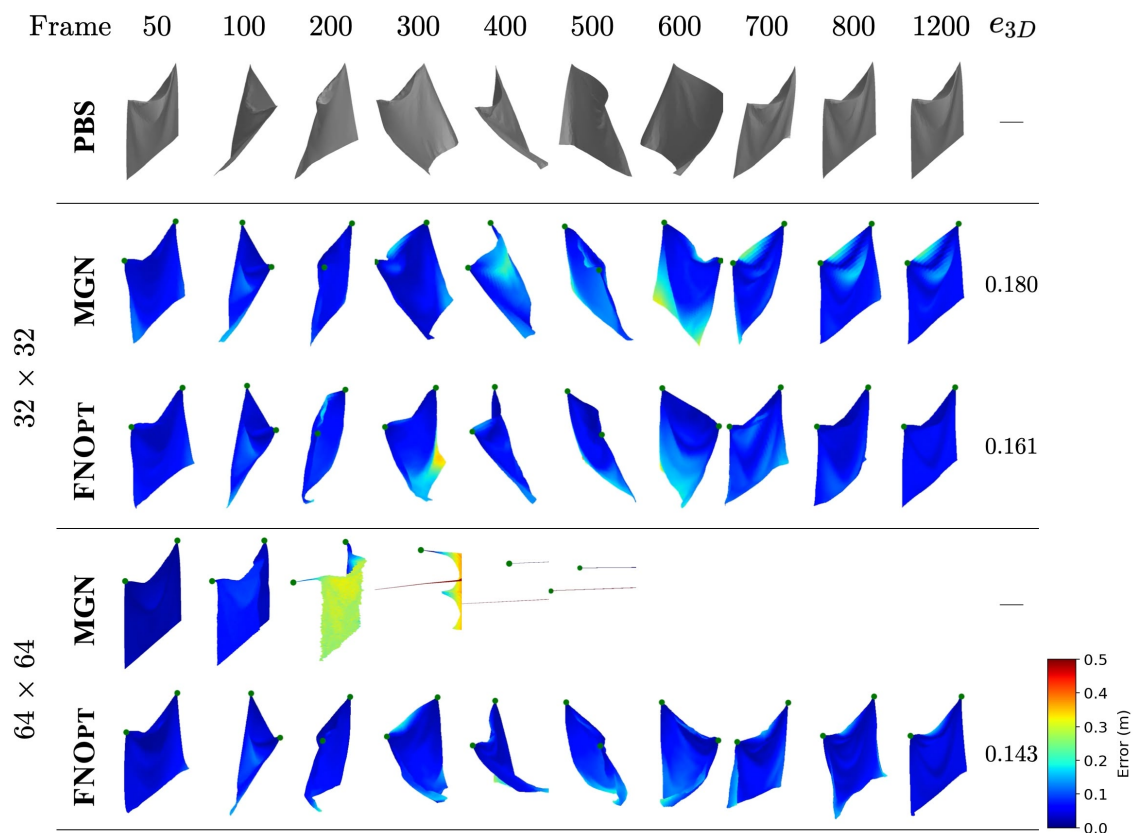 Frame 50 100 200 300 400 500 600 700 800 1200 e3D
PBS —
32 × 32
MGN 0.180
FNOPT 0.161
64 × 64
MGN —
FNOPT 0.143
0.5
0.4
0.3
0.2
0.1
0.0
Error (m)